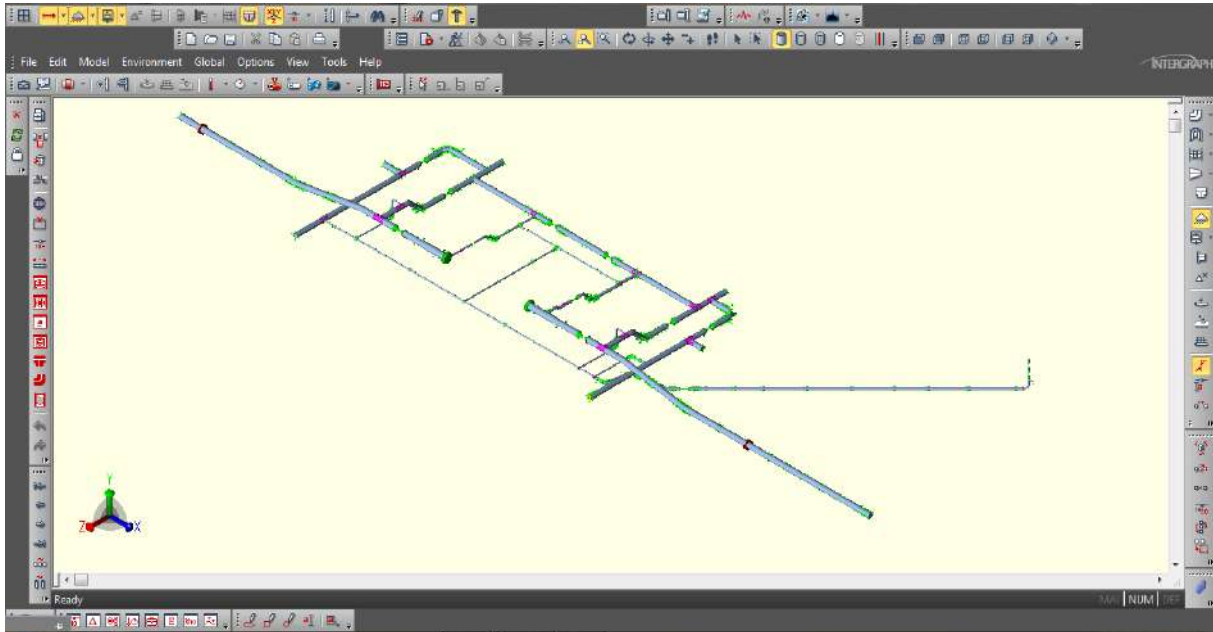 File Edit Model Environment Global Options View Tools Help
INTERGRAPH
Y
Z X
Ready
NUM